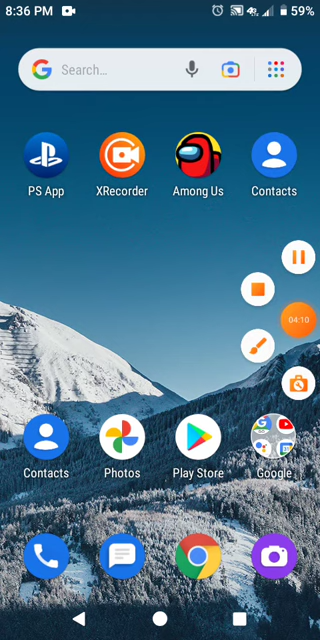 8:36 PM
59%
Search...
PS App
XRecorder
Among Us
Contacts
04:10
Contacts
Photos
Play Store
Google